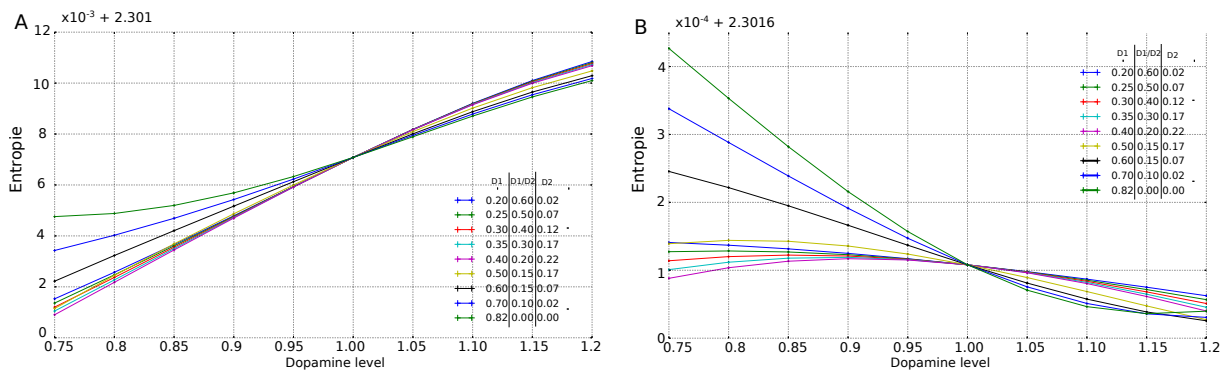 A
x10⁻³ + 2.301
12
10
8
6
4
2
0
Entropie
0.75 0.8 0.85 0.9 0.95 1.00 1.05 1.10 1.15 1.2
Dopamine level
D1 D1/D2 D2
0.20 0.60 0.02
0.25 0.50 0.07
0.30 0.40 0.12
0.35 0.30 0.17
0.40 0.20 0.22
0.50 0.15 0.17
0.60 0.15 0.07
0.70 0.10 0.02
0.82 0.00 0.00
B
x10⁻⁴ + 2.3016
4
3
2
1
0
Entropie
0.75 0.8 0.85 0.9 0.95 1.00 1.05 1.10 1.15 1.2
Dopamine level
D1 D1/D2 D2
0.20 0.60 0.02
0.25 0.50 0.07
0.30 0.40 0.12
0.35 0.30 0.17
0.40 0.20 0.22
0.50 0.15 0.17
0.60 0.15 0.07
0.70 0.10 0.02
0.82 0.00 0.00